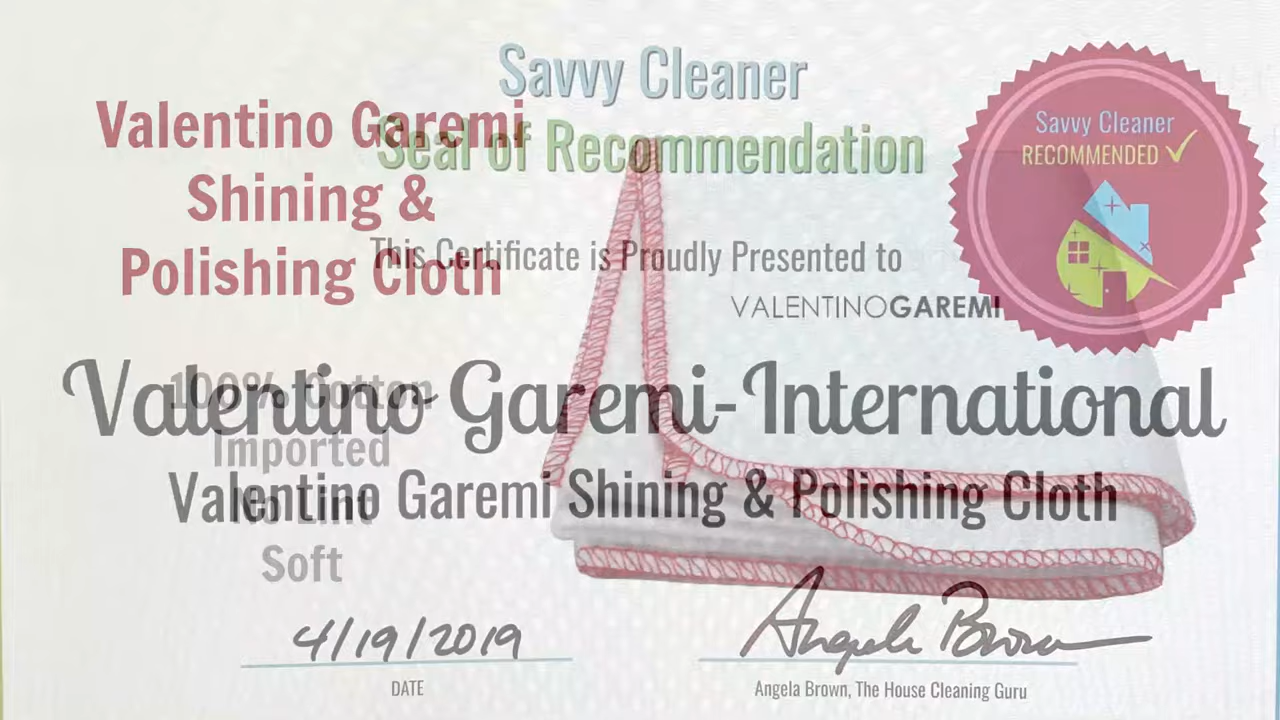 Savvy Cleaner
Seal of Recommendation
This Certificate is Proudly Presented to
Valentino Garemi-International
Valentino Garemi Shining & Polishing Cloth
4/19/2019
DATE
Angela Brown
Angela Brown, The House Cleaning Guru
Savvy Cleaner
RECOMMENDED
Valentino Garemi
Shining &
Polishing Cloth
100% Cotton
Imported
No Lint
Soft
VALENTINOGAREMI